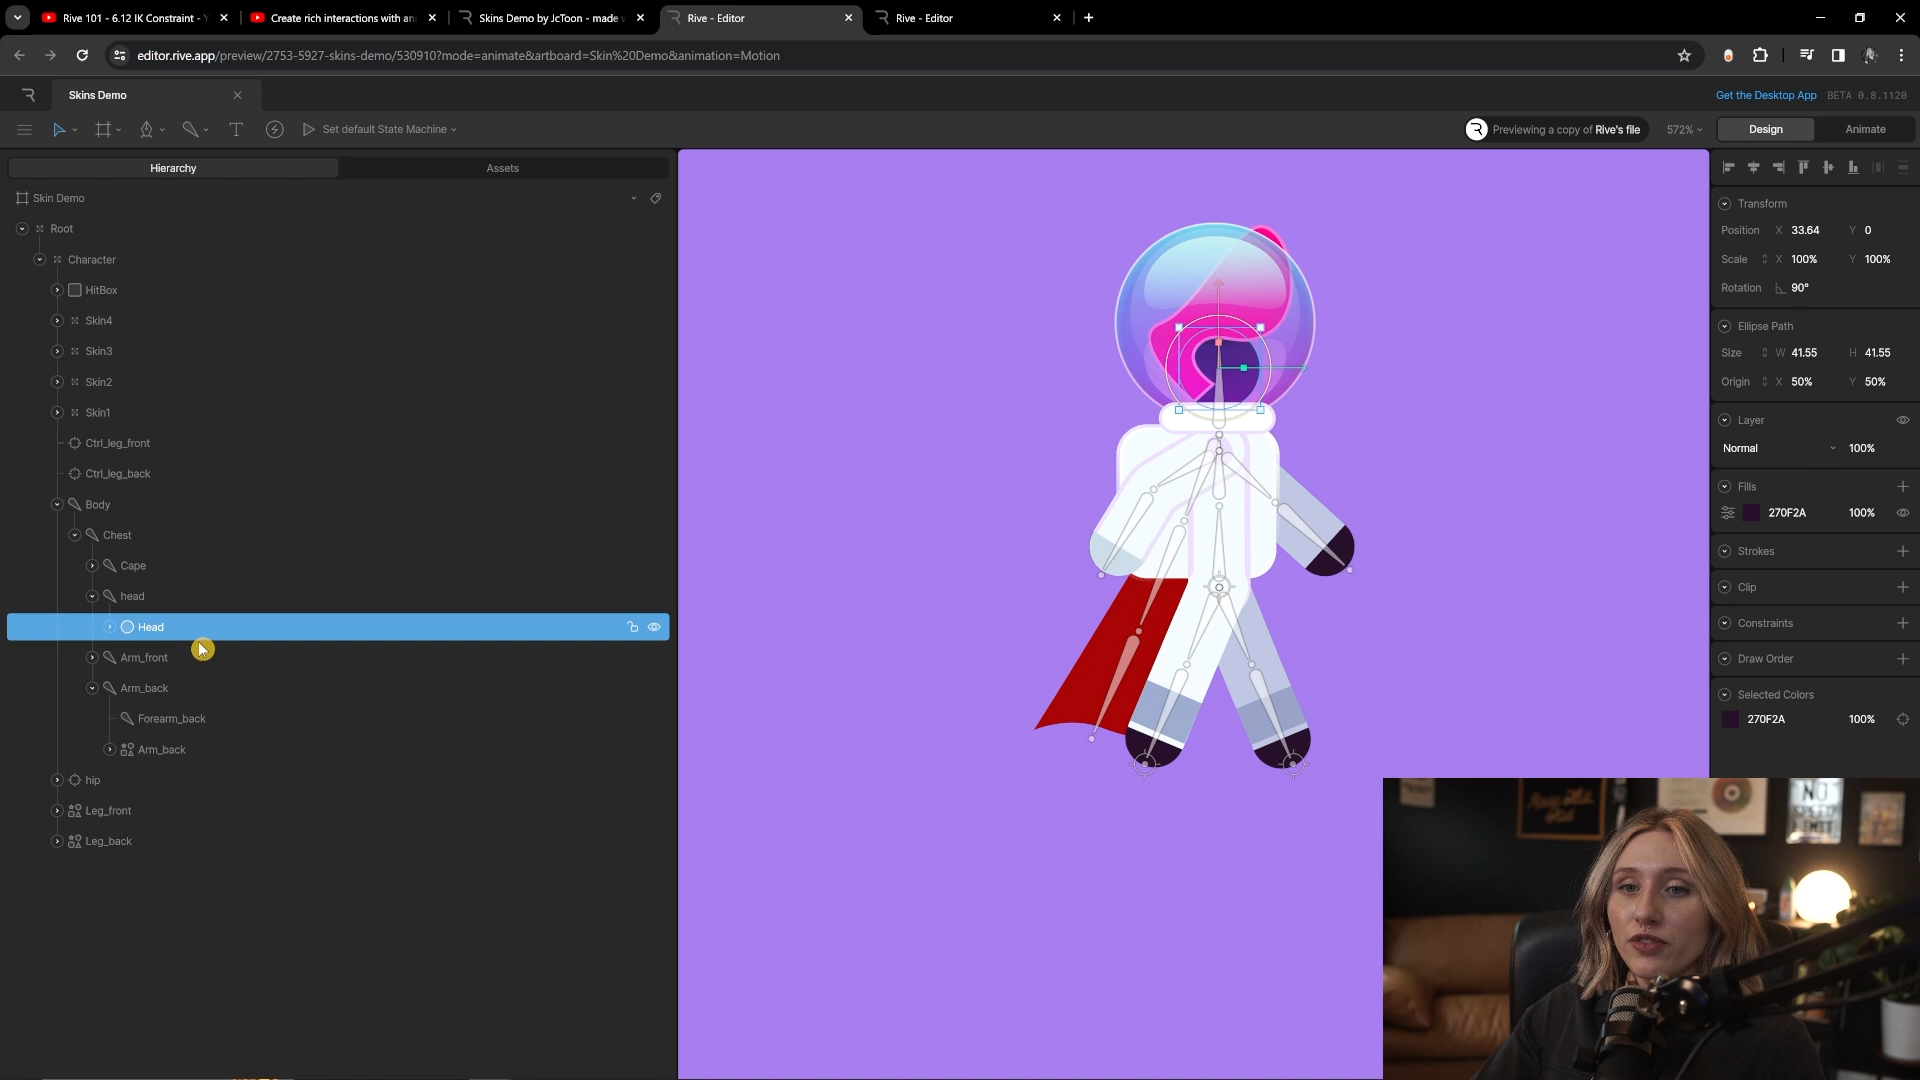 Rive 101 - 6.12 IK Constraint - Y
Create rich interactions with an
Skins Demo by JcToon - made
Rive - Editor
Rive - Editor
editor.rive.app/preview/2753-5927-skins-demo/530910?mode=animate&artboard=Skin%20Demo&animation=Motion
Skins Demo
Get the Desktop App
BETA 0.8.1120
Set default State Machine
Previewing a copy of Rive's file
572%
Design
Animate
Hierarchy
Assets
Skin Demo
Root
Character
HitBox
Skin4
Skin3
Skin2
Skin1
Ctrl_leg_front
Ctrl_leg_back
Body
Chest
Cape
head
Head
Arm_front
Arm_back
Forearm_back
Arm_back
hip
Leg_front
Leg_back
Transform
Position X 33.64 Y 0
Scale X 100% Y 100%
Rotation 90°
Ellipse Path
Size W 41.55 H 41.55
Origin X 50% Y 50%
Layer
Normal 100%
Fills
270F2A 100%
Strokes
Clip
Constraints
Draw Order
Selected Colors
270F2A 100%
NO
SPEED
LIMIT